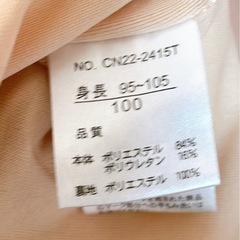 NO. CN22-2415T
身長 95~105
100
品質
本体 ポリエステル 84%
ポリウレタン 16%
裏地 ポリエステル 100%